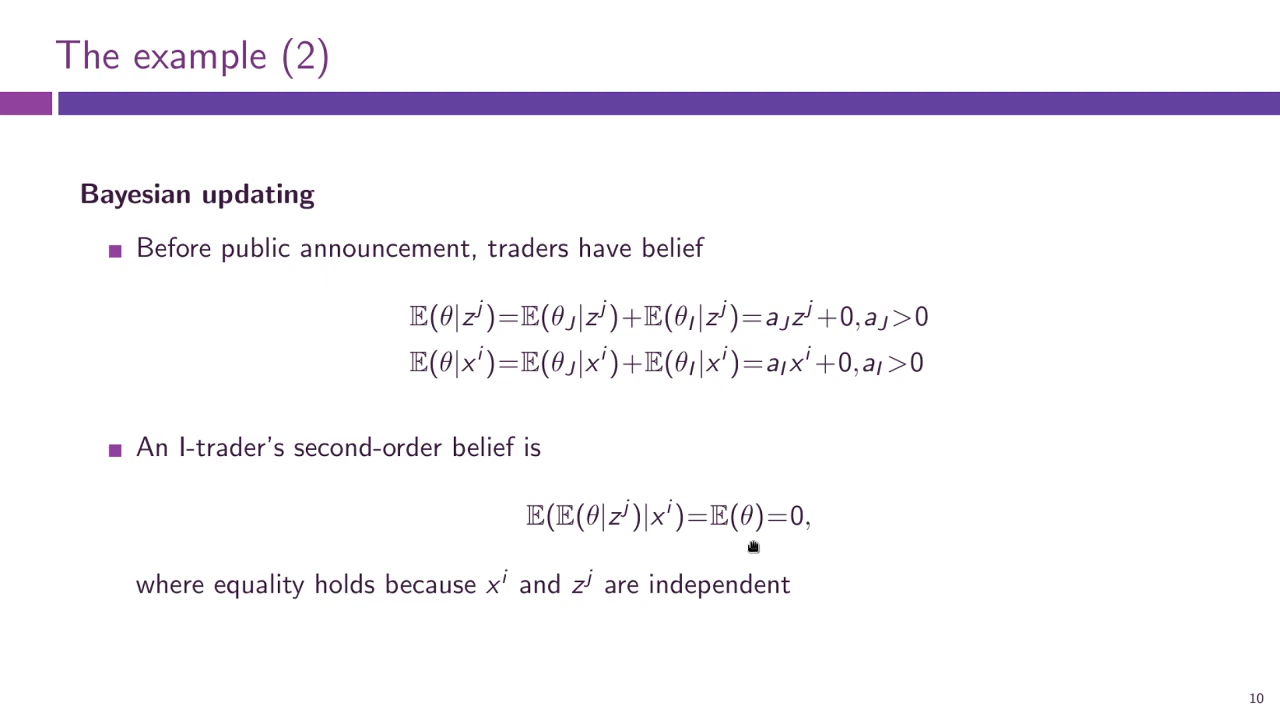 The example (2)
Bayesian updating
Before public announcement, traders have belief
𝔼(θ|z^j)=𝔼(θ_J|z^j)+𝔼(θ_I|z^j)=a_J z^j+0,a_J>0
𝔼(θ|x^i)=𝔼(θ_J|x^i)+𝔼(θ_I|x^i)=a_I x^i+0,a_I>0
An I-trader's second-order belief is
𝔼(𝔼(θ|z^j)|x^i)=𝔼(θ)=0,
where equality holds because x^i and z^j are independent
10